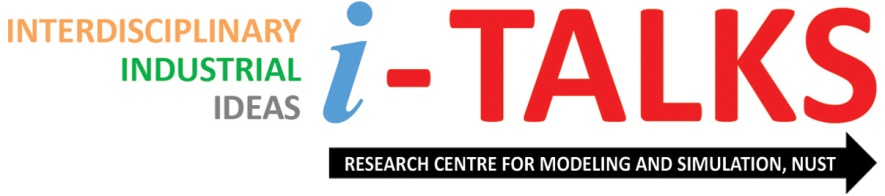 INTERDISCIPLINARY
INDUSTRIAL
IDEAS
i-TALKS
RESEARCH CENTRE FOR MODELING AND SIMULATION, NUST